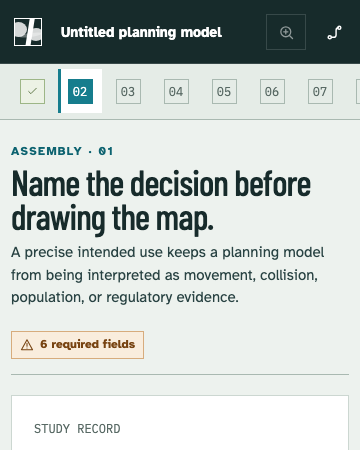 Untitled planning model
02 03 04 05 06 07
ASSEMBLY · 01
Name the decision before
drawing the map.
A precise intended use keeps a planning model
from being interpreted as movement, collision,
population, or regulatory evidence.
6 required fields
STUDY RECORD